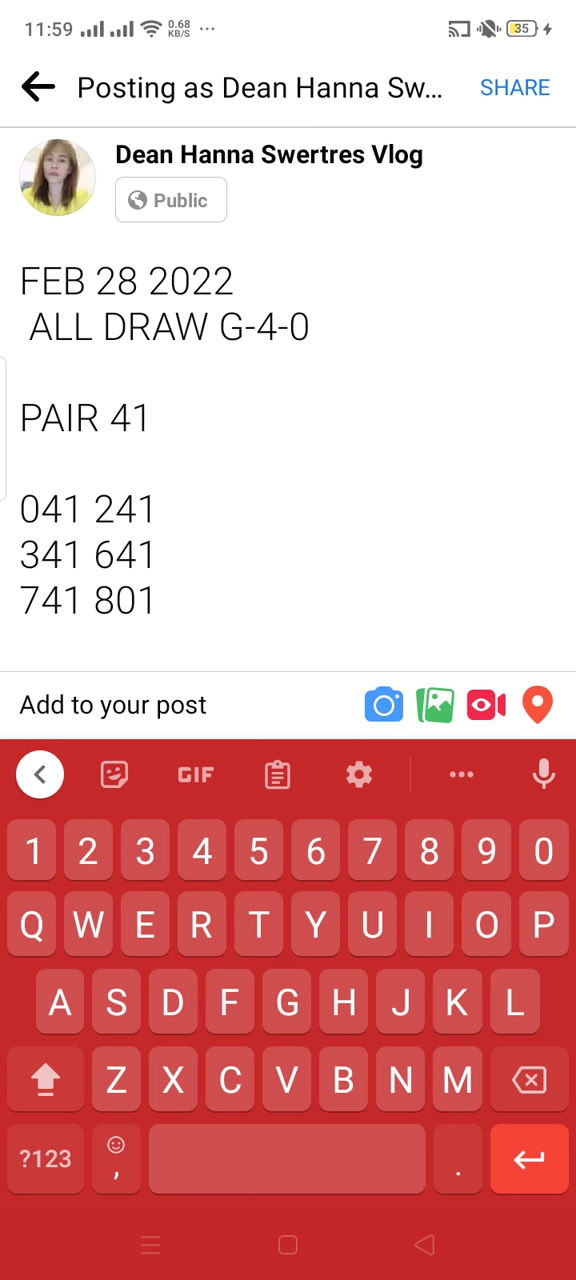 11:59 0.68 KB/S ... 35
Posting as Dean Hanna Sw... SHARE
Dean Hanna Swertres Vlog
Public
FEB 28 2022
ALL DRAW G-4-0
PAIR 41
041 241
341 641
741 801
Add to your post
GIF
1 2 3 4 5 6 7 8 9 0
Q W E R T Y U I O P
A S D F G H J K L
Z X C V B N M
?123 , .